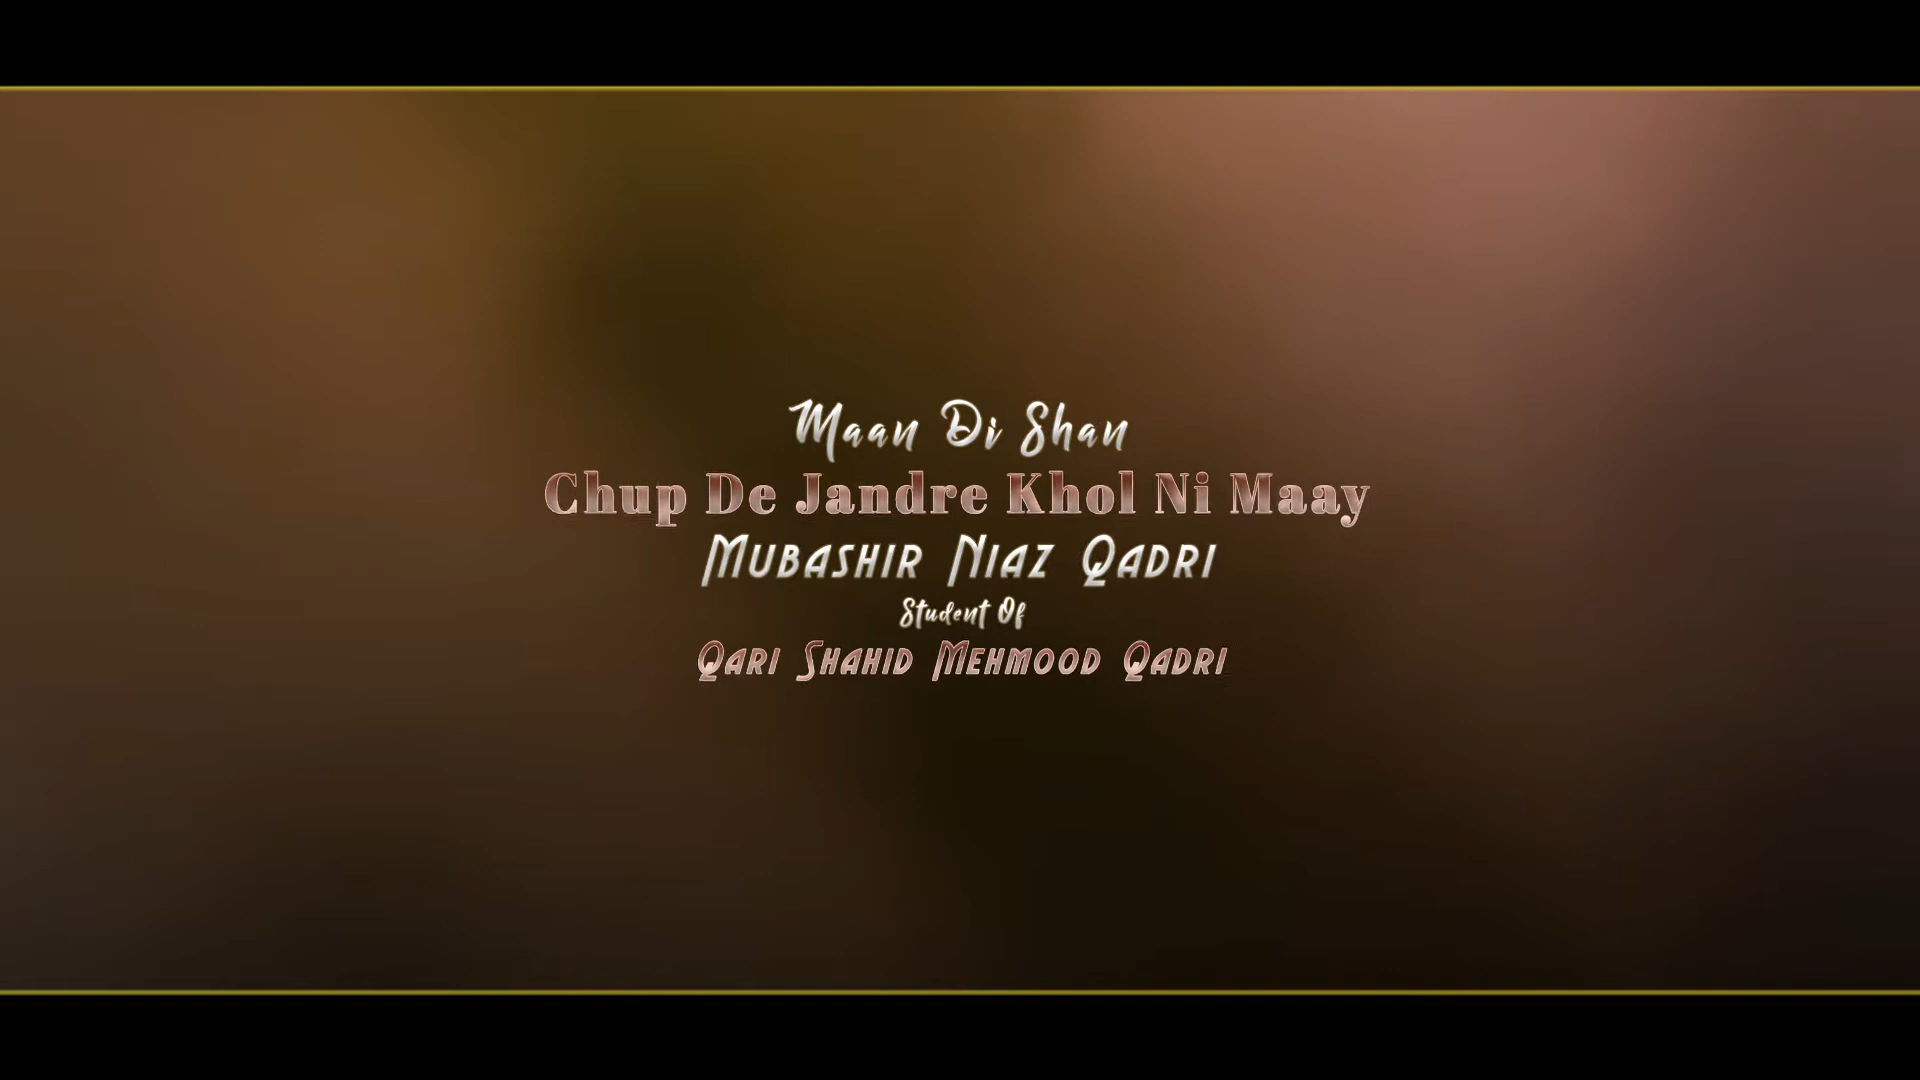 Maan Di Shan
Chup De Jandre Khol Ni Maay
Mubashir Niaz Qadri
Student Of
Qari Shahid Mehmood Qadri